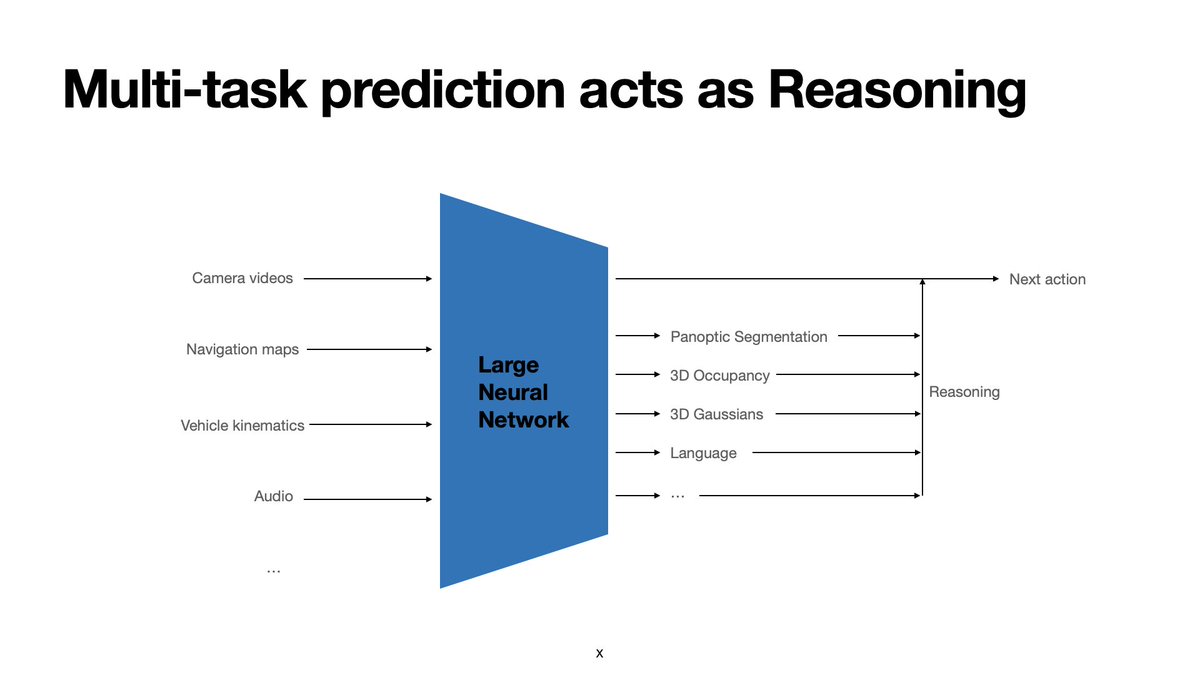 Multi-task prediction acts as Reasoning
Camera videos
Navigation maps
Vehicle kinematics
Audio
...
Large
Neural
Network
Next action
Panoptic Segmentation
3D Occupancy
3D Gaussians
Language
...
Reasoning
x